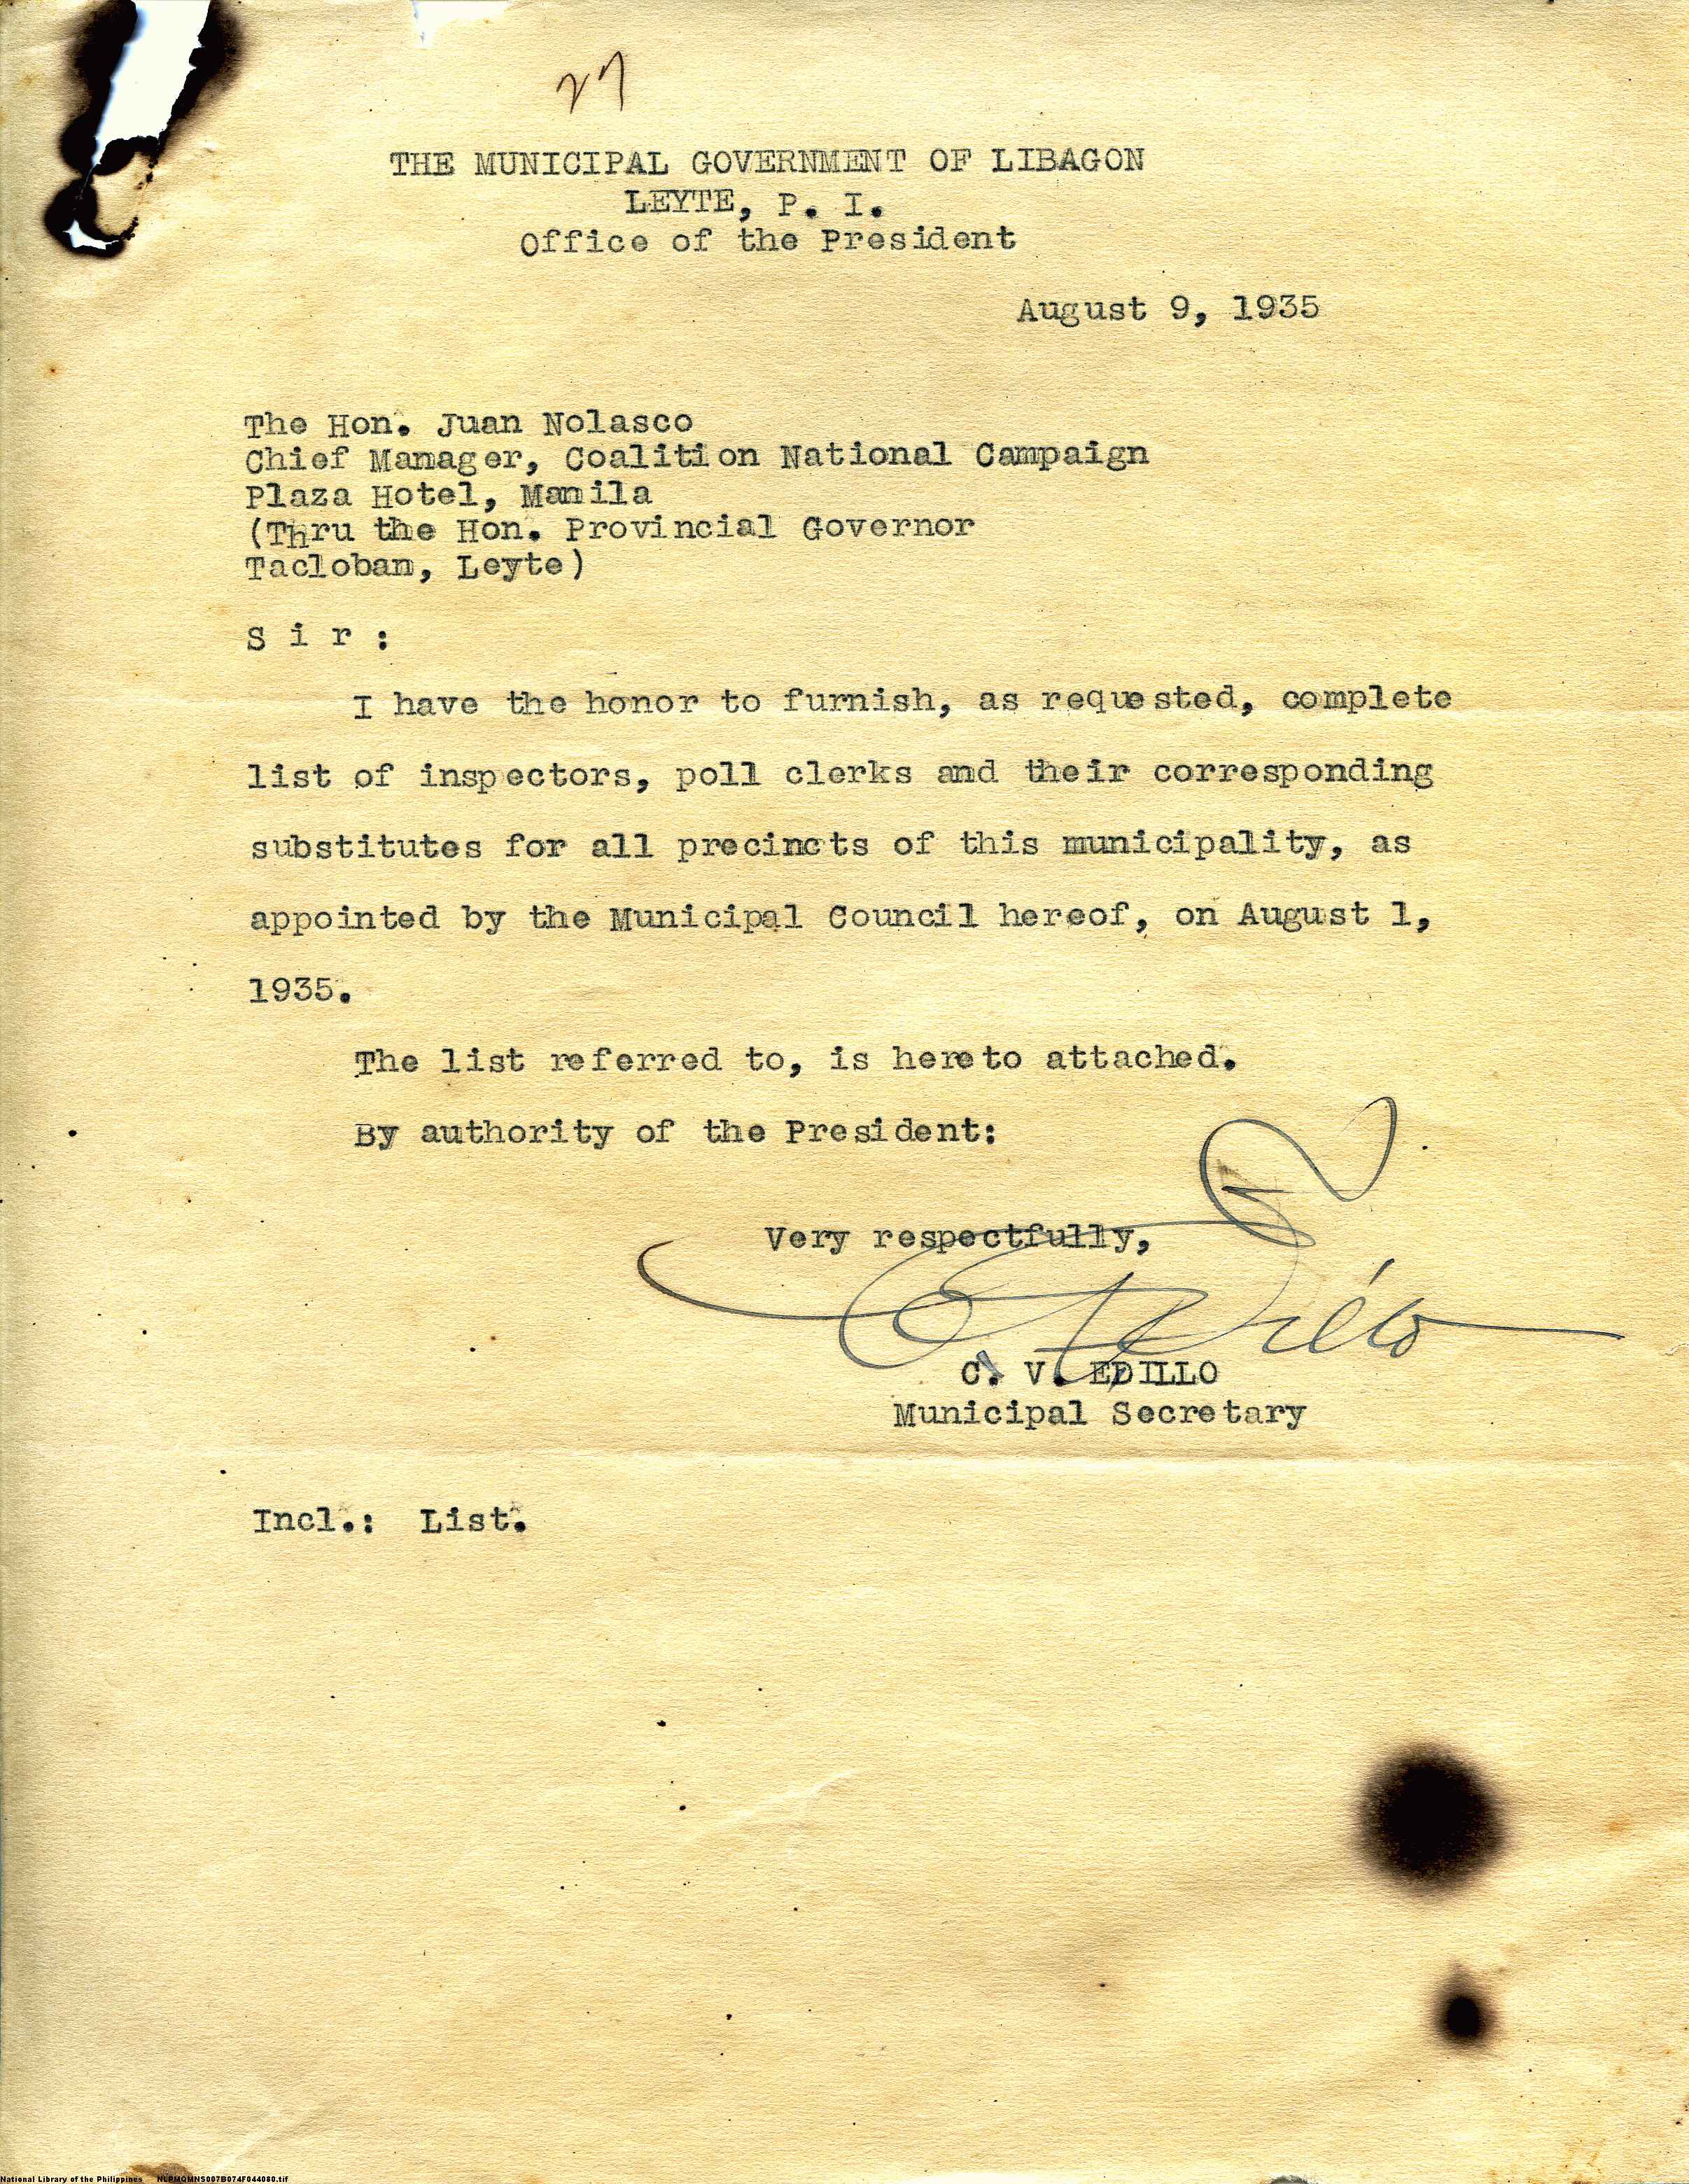 27
THE MUNICIPAL GOVERNMENT OF LIBAGON
LEYTE, P. I.
Office of the President
August 9, 1935
The Hon. Juan Nolasco
Chief Manager, Coalition National Campaign
Plaza Hotel, Manila
(Thru the Hon. Provincial Governor
Tacloban, Leyte)
S i r :
I have the honor to furnish, as requested, complete
list of inspectors, poll clerks and their corresponding
substitutes for all precincts of this municipality, as
appointed by the Municipal Council hereof, on August 1,
1935.
The list referred to, is hereto attached.
By authority of the President:
Very respectfully,
C. V. EDILLO
Municipal Secretary
Incl.: List.
National Library of the Philippines NLPMQMNS007B074F044080.tif